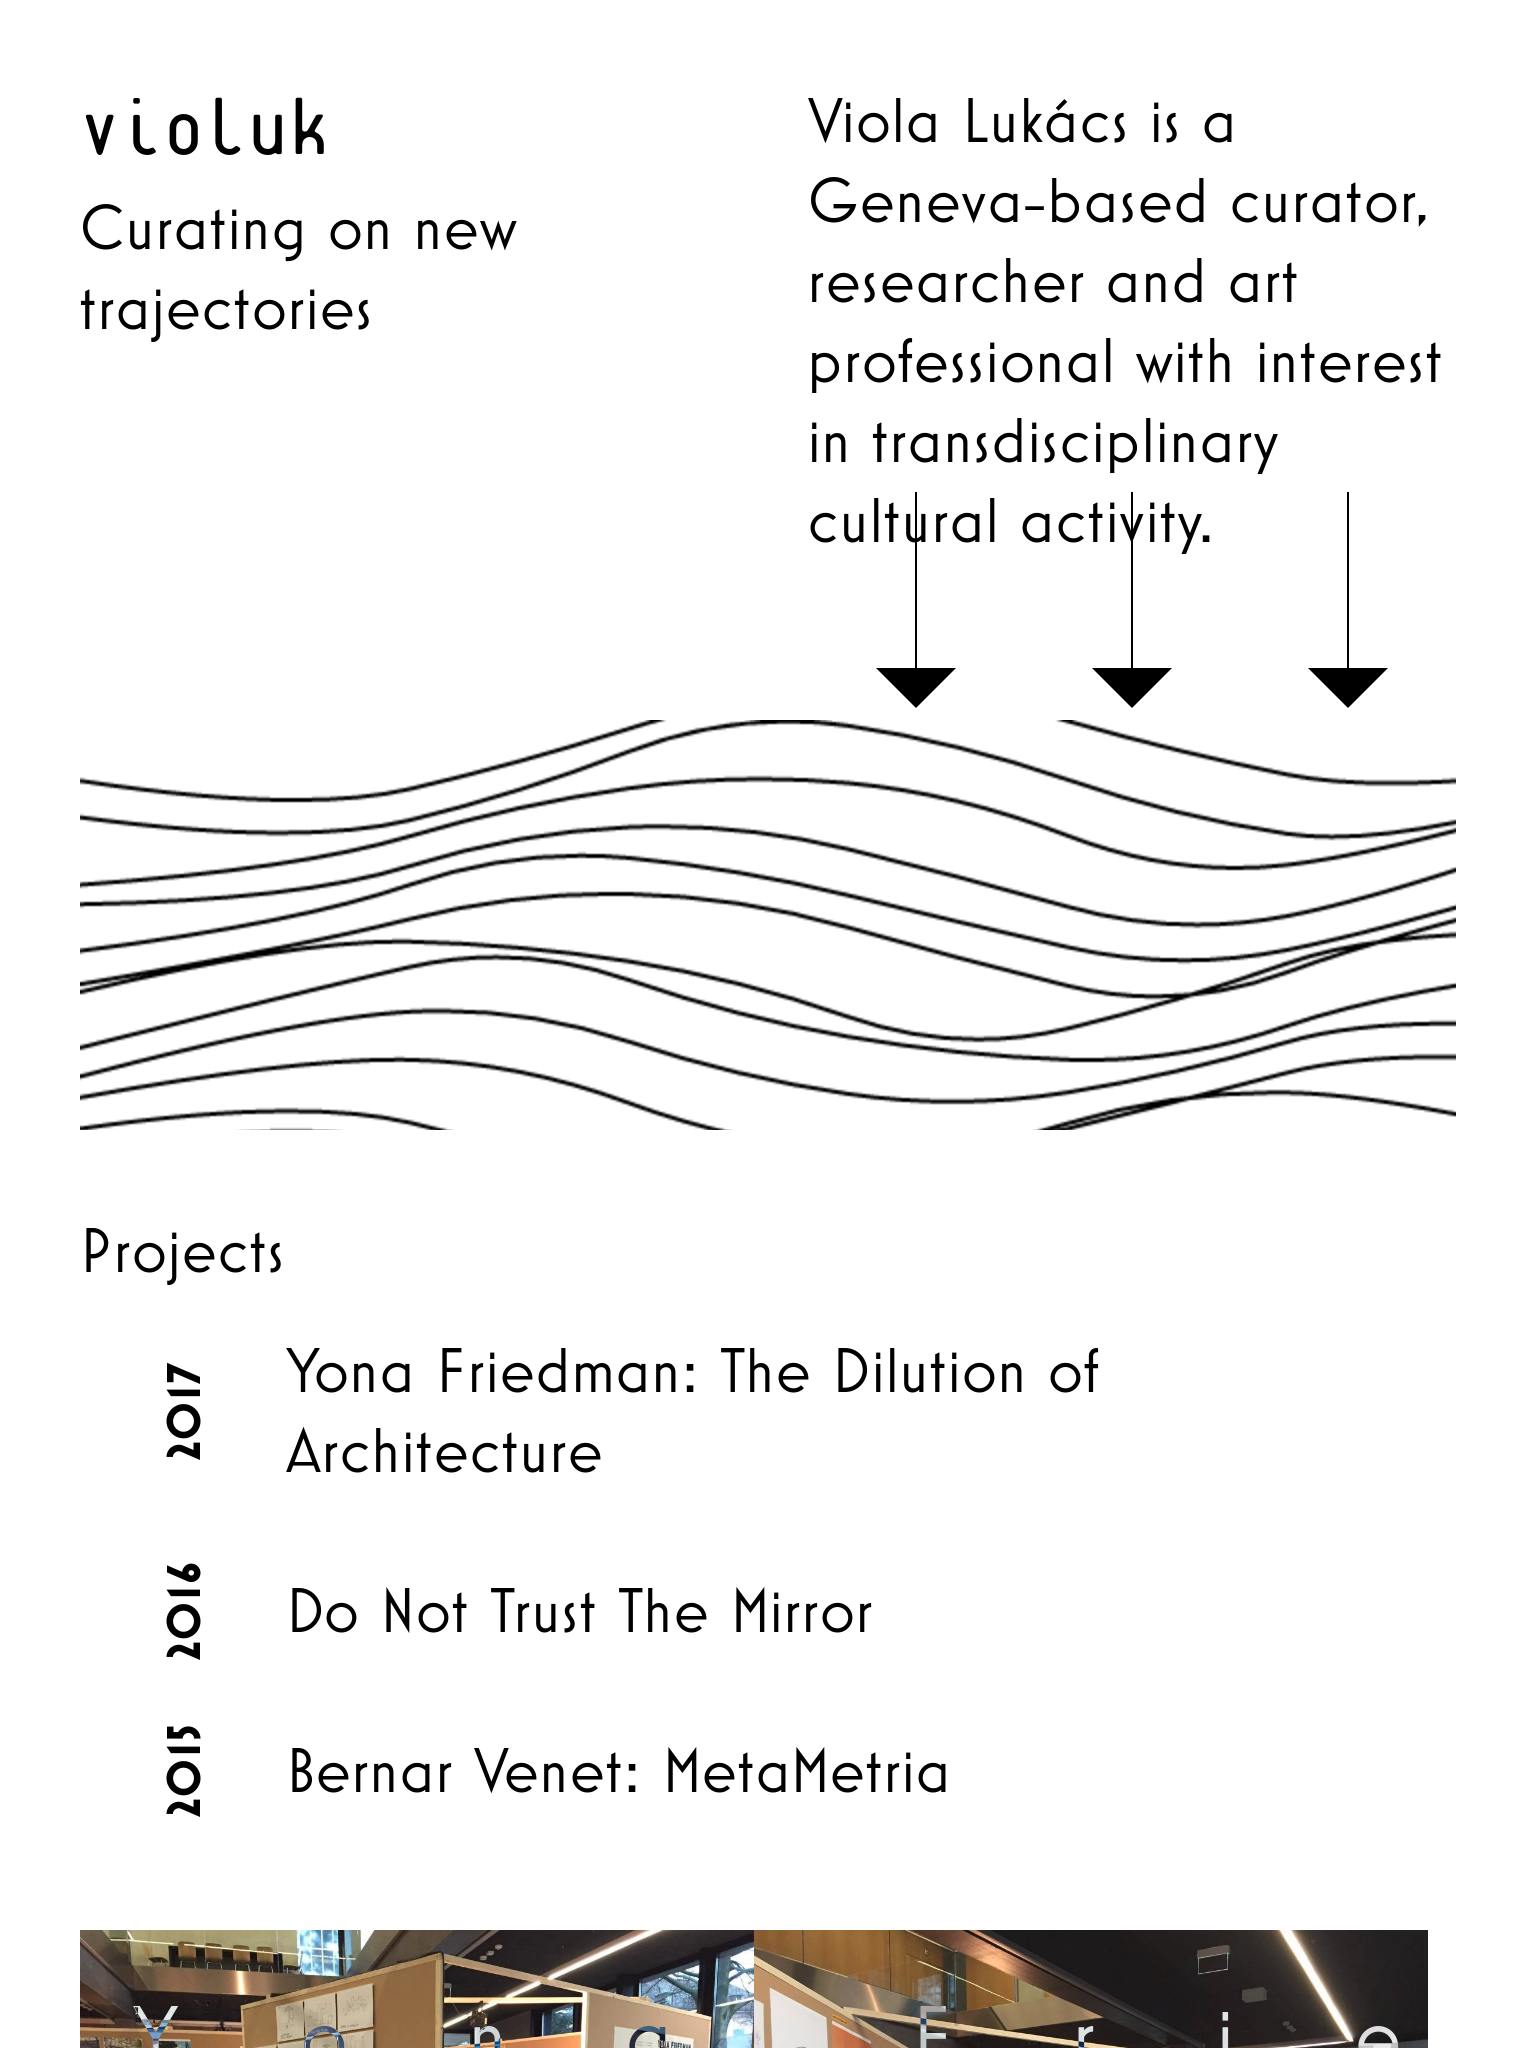 violuk
Curating on new
trajectories
Viola Lukács is a
Geneva-based curator,
researcher and art
professional with interest
in transdisciplinary
cultural activity.
Projects
2017
Yona Friedman: The Dilution of
Architecture
2016
Do Not Trust The Mirror
2015
Bernar Venet: MetaMetria
Yona Frie